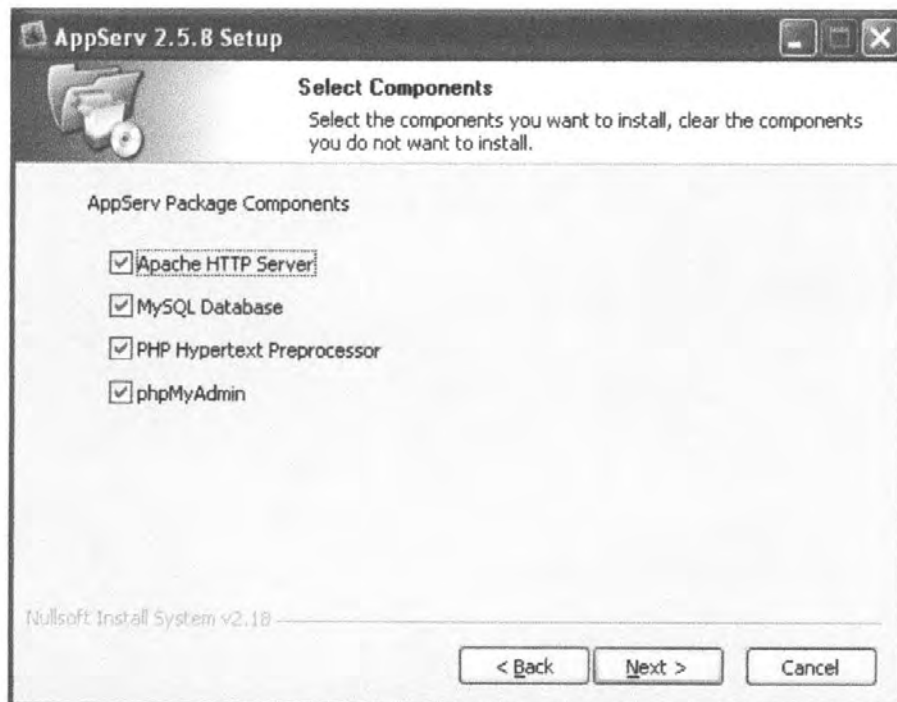 AppServ 2.5.8 Setup
Select Components
Select the components you want to install, clear the components
you do not want to install.
AppServ Package Components
Apache HTTP Server
MySQL Database
PHP Hypertext Preprocessor
phpMyAdmin
Nullsoft Install System v2.18
< Back
Next >
Cancel